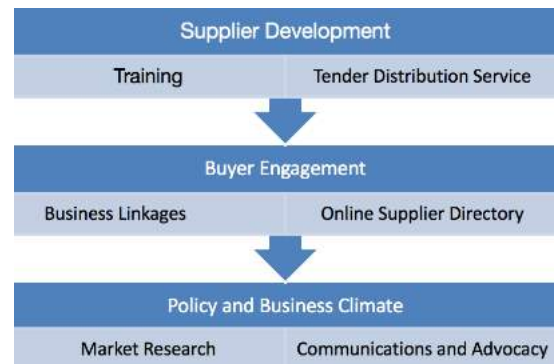 Supplier Development
Training
Tender Distribution Service
Buyer Engagement
Business Linkages
Online Supplier Directory
Policy and Business Climate
Market Research
Communications and Advocacy